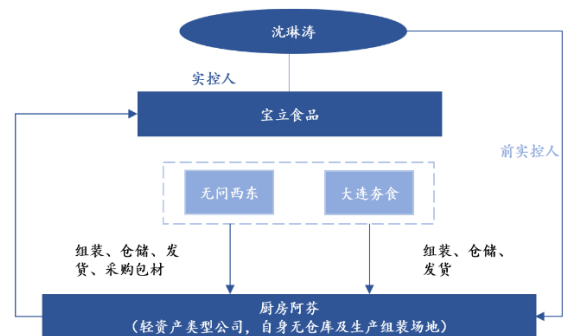 沈琳涛
实控人
宝立食品
前实控人
无问西东
大连夯食
组装、仓储、发
货、采购包材
组装、仓储、
发货
厨房阿芬
（轻资产类型公司，自身无仓库及生产组装场地）